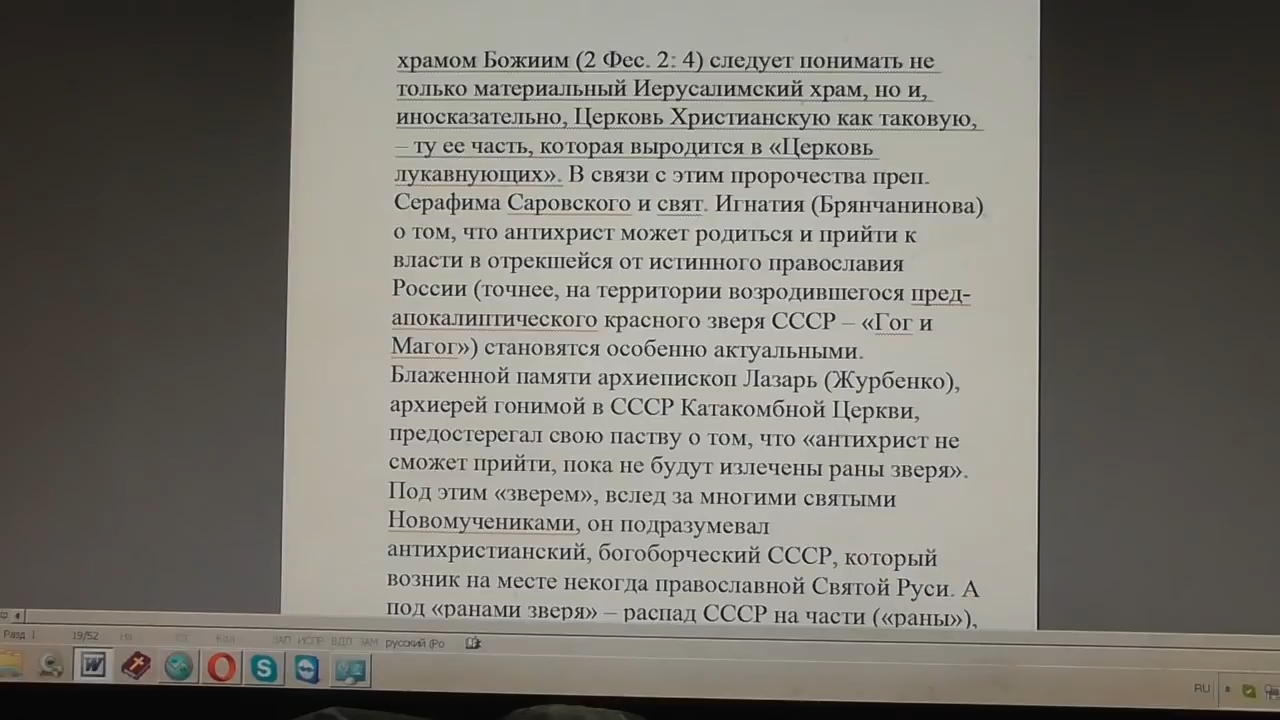 храмом Божиим (2 Фес. 2: 4) следует понимать не
только материальный Иерусалимский храм, но и,
иносказательно, Церковь Христианскую как таковую,
– ту ее часть, которая выродится в «Церковь
лукавнующих». В связи с этим пророчества преп.
Серафима Саровского и свят. Игнатия (Брянчанинова)
о том, что антихрист может родиться и прийти к
власти в отрекшейся от истинного православия
России (точнее, на территории возродившегося пред-
апокалиптического красного зверя СССР – «Гог и
Магог») становятся особенно актуальными.
Блаженной памяти архиепископ Лазарь (Журбенко),
архиерей гонимой в СССР Катакомбной Церкви,
предостерегал свою паству о том, что «антихрист не
сможет прийти, пока не будут излечены раны зверя».
Под этим «зверем», вслед за многими святыми
Новомучениками, он подразумевал
антихристианский, богоборческий СССР, который
возник на месте некогда православной Святой Руси. А
под «ранами зверя» – распад СССР на части («раны»),
Разд 1 19/52 ЗАП ИСПР ВДЛ ЗАМ русский (Ро
W S RU